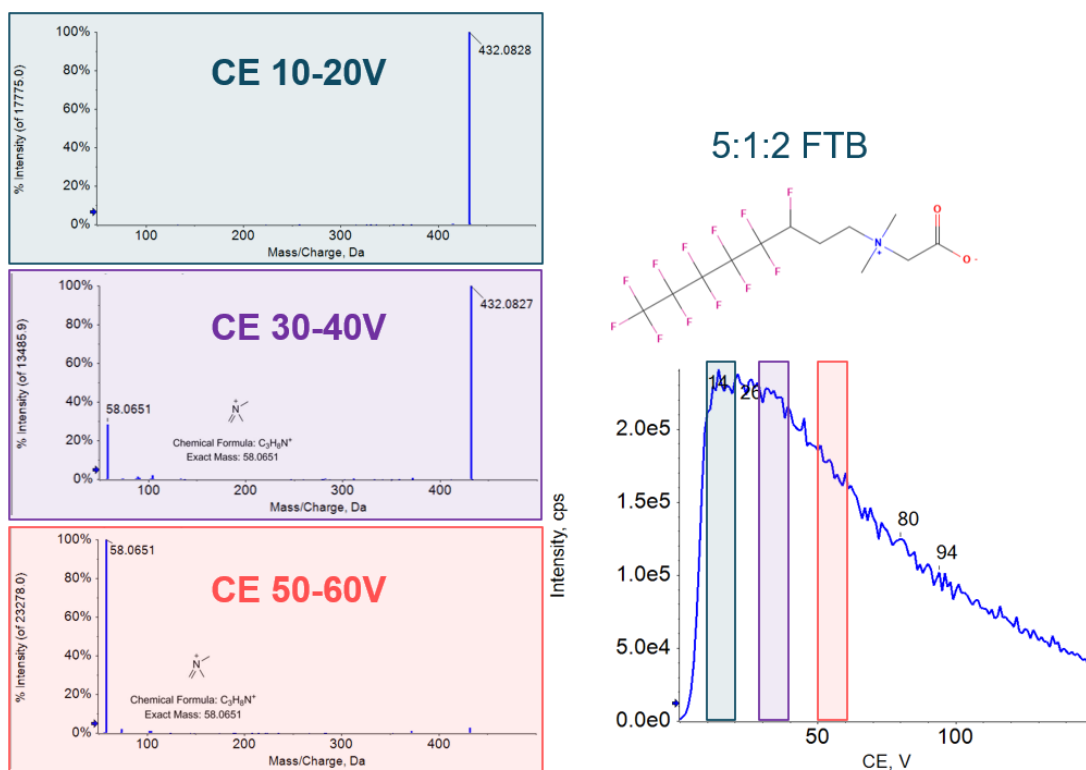 % Intensity (of 17775.0)
100%
80%
60%
40%
20%
0%
CE 10-20V
432.0828
100
200
300
400
Mass/Charge, Da
% Intensity (of 13485.9)
100%
80%
60%
40%
20%
0%
CE 30-40V
432.0827
58.0651
N
+
Chemical Formula: C₃H₈N⁺
Exact Mass: 58.0651
100
200
300
400
Mass/Charge, Da
% Intensity (of 23278.0)
100%
80%
60%
40%
20%
0%
58.0651
CE 50-60V
N
+
Chemical Formula: C₃H₈N⁺
Exact Mass: 58.0651
100
200
300
400
Mass/Charge, Da
5:1:2 FTB
F
F
F
F
F
F
F
F
F
F
F
F
N
+
O
O
-
Intensity, cps
2.0e5
1.5e5
1.0e5
5.0e4
0.0e0
14
26
80
94
50
100
CE, V